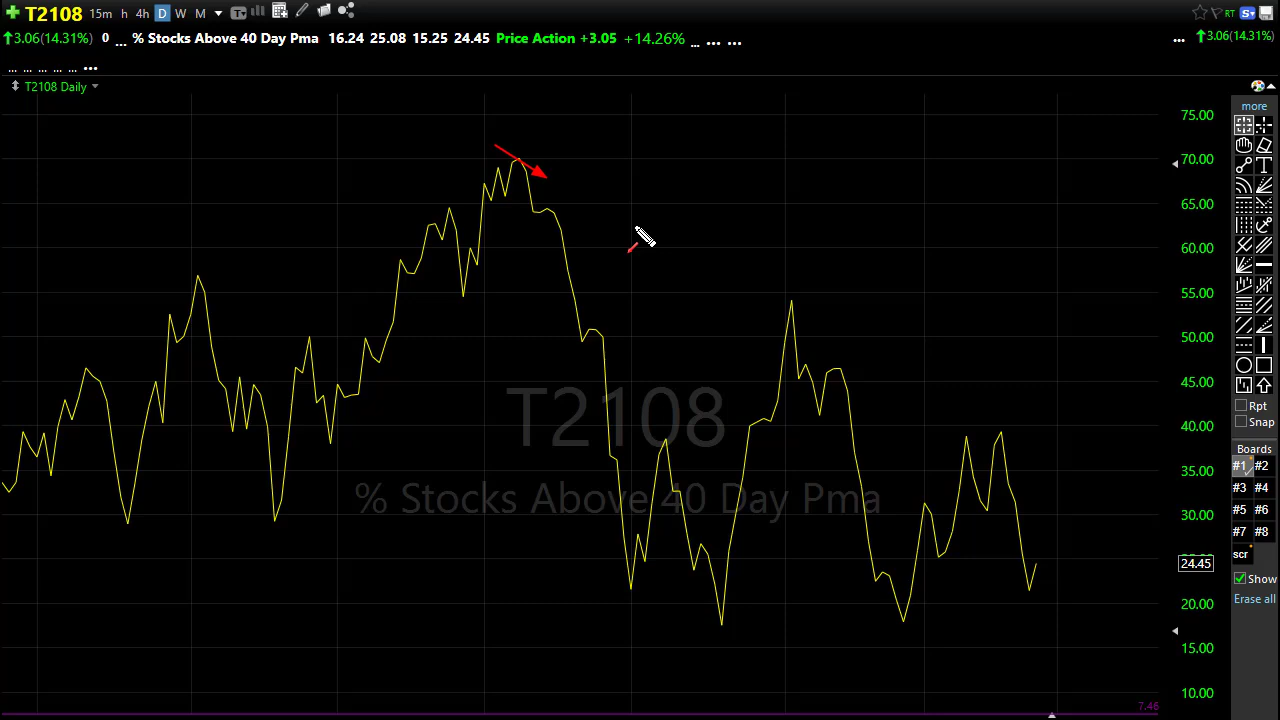 T2108 15m h 4h D W M T RT S
3.06(14.31%) 0 ... % Stocks Above 40 Day Pma 16.24 25.08 15.25 24.45 Price Action +3.05 +14.26% ... ... ... ... 3.06(14.31%)
... ... ... ... ... ...
T2108 Daily
more
75.00
70.00
65.00
60.00
55.00
50.00
45.00
40.00
35.00
30.00
24.45
20.00
15.00
10.00
7.46
T2108
% Stocks Above 40 Day Pma
T
Rpt
Snap
Boards
#1 #2
#3 #4
#5 #6
#7 #8
scr
Show
Erase all